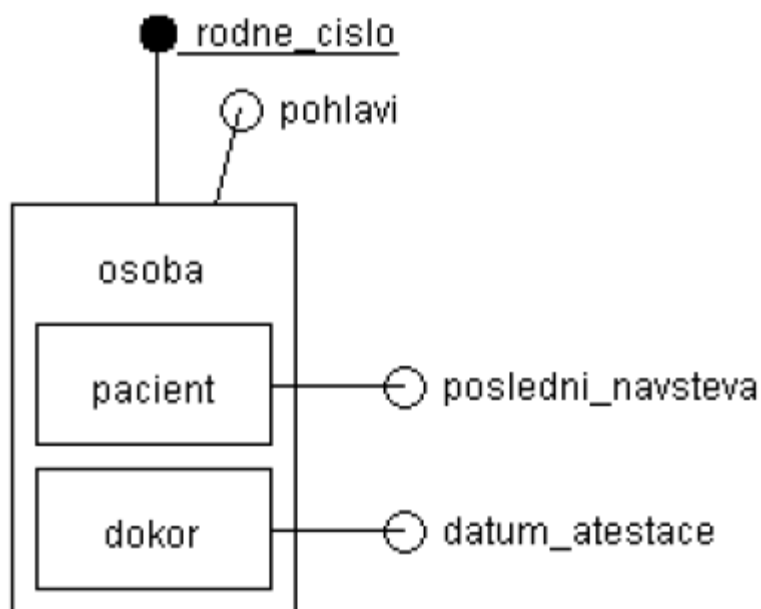 rodne_cislo
pohlavi
osoba
pacient
posledni_navsteva
dokor
datum_atestace